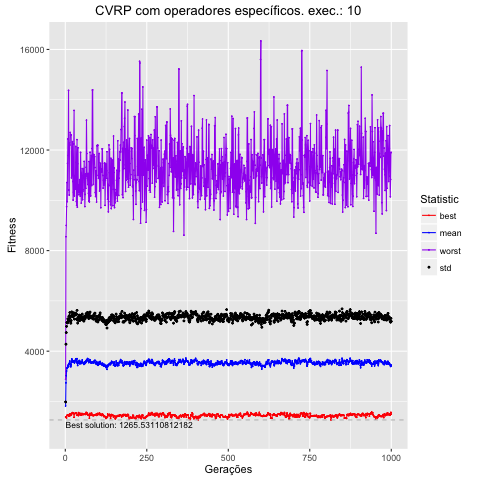 CVRP com operadores específicos. exec.: 10
16000
12000
8000
4000
Fitness
Best solution: 1265.53110812182
0
250
500
750
1000
Gerações
Statistic
best
mean
worst
std